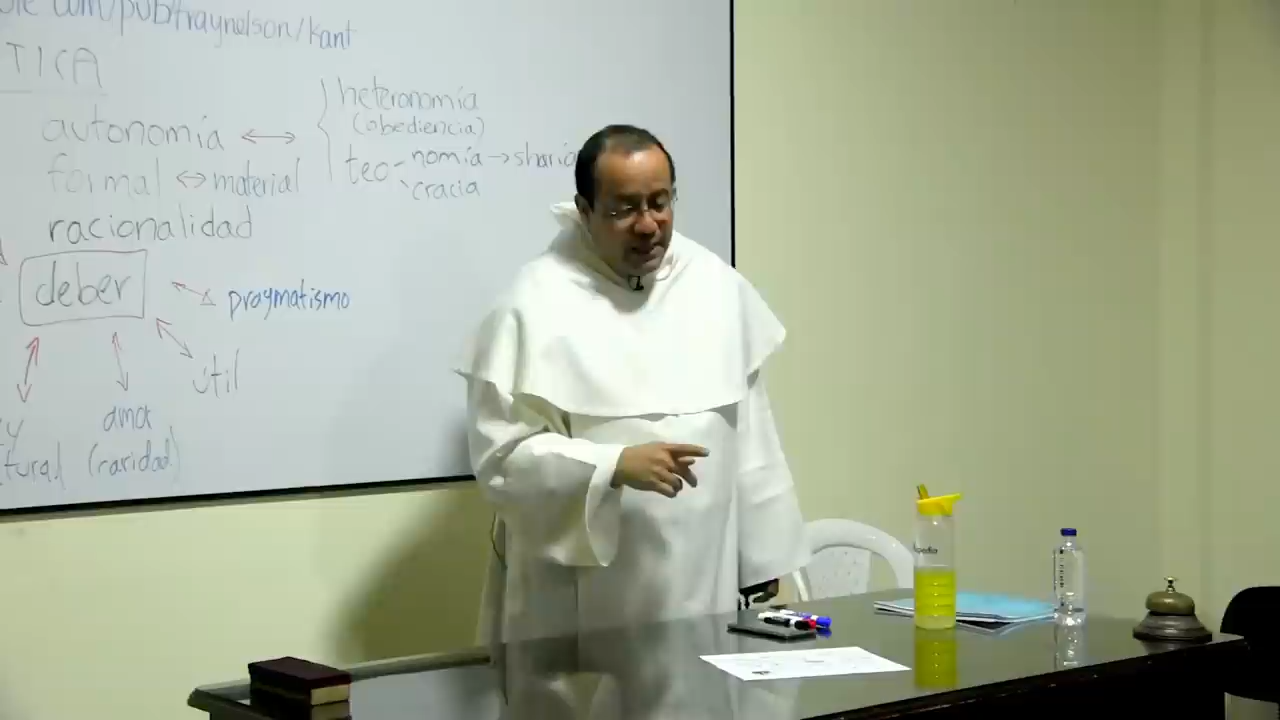 com/pub/fraynelson/kant
TICA
heteronomía
(obediencia)
autonomía
teo-nomía → sharia
cracia
formal ↔ material
racionalidad
deber
pragmatismo
útil
amor
tural (caridad)